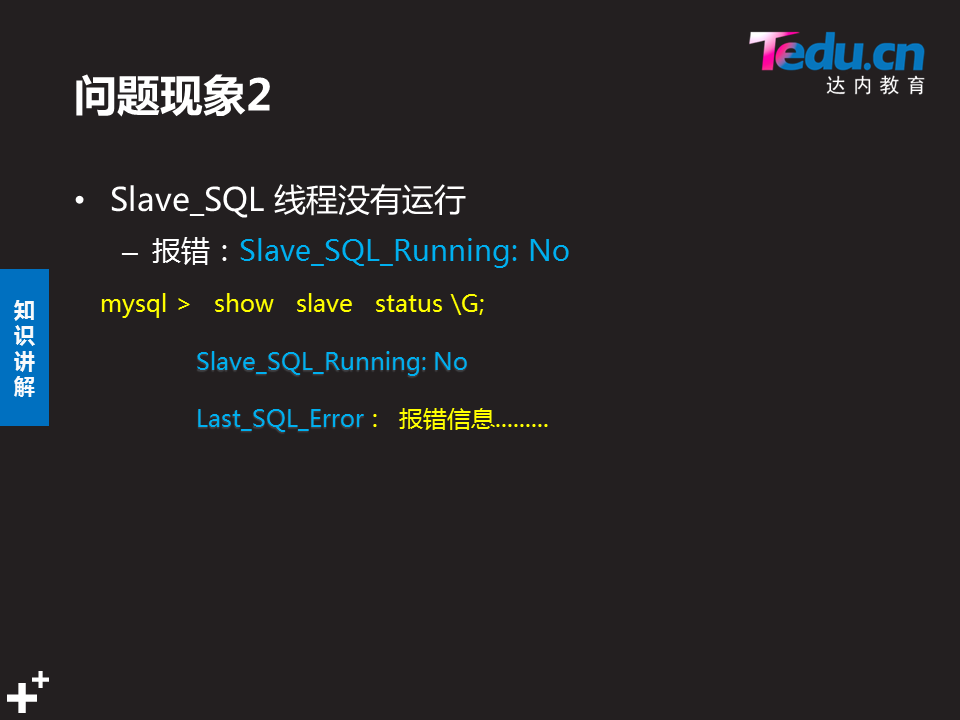 Tedu.cn
达内教育
问题现象2
• Slave_SQL 线程没有运行
– 报错：Slave_SQL_Running: No
mysql > show slave status \G;
Slave_SQL_Running: No
Last_SQL_Error： 报错信息.........
知识讲解